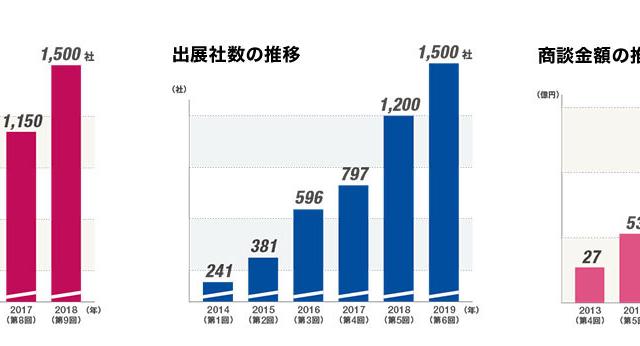 1,500 社
1,150
2017
(第8回)
2018
(第9回)
(年)
出展社数の推移
(社)
1,500 社
1,200
797
596
381
241
2014
(第1回)
2015
(第2回)
2016
(第3回)
2017
(第4回)
2018
(第5回)
2019
(第6回)
(年)
商談金額の
(億円)
27
2013
(第4回)